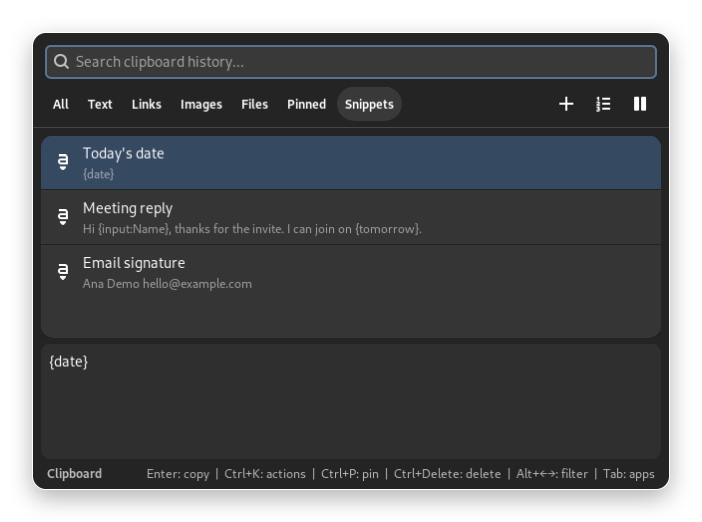 Search clipboard history...
All Text Links Images Files Pinned Snippets
Today's date
{date}
Meeting reply
Hi {input:Name}, thanks for the invite. I can join on {tomorrow}.
Email signature
Ana Demo hello@example.com
{date}
Clipboard Enter: copy | Ctrl+K: actions | Ctrl+P: pin | Ctrl+Delete: delete | Alt+←→: filter | Tab: apps